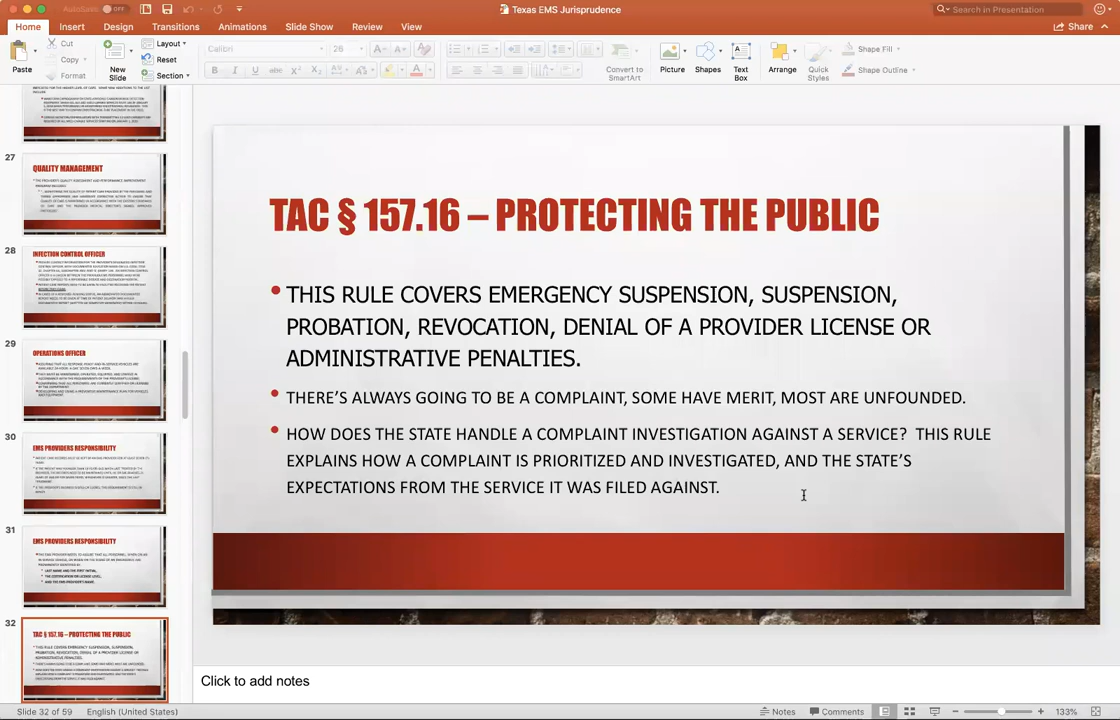 AutoSave OFF
Texas EMS Jurisprudence
Search in Presentation
Home Insert Design Transitions Animations Slide Show Review View
Share
Paste
Cut
Copy
Format
New
Slide
Layout
Reset
Section
Calibri
28
Convert to
SmartArt
Picture
Shapes
Text
Box
Arrange
Quick
Styles
Shape Fill
Shape Outline
27
QUALITY MANAGEMENT
28
INFECTION CONTROL OFFICER
29
OPERATIONS OFFICER
30
EMS PROVIDERS RESPONSIBILITY
31
EMS PROVIDERS RESPONSIBILITY
32
TAC § 157.16 – PROTECTING THE PUBLIC
TAC § 157.16 – PROTECTING THE PUBLIC
• THIS RULE COVERS EMERGENCY SUSPENSION, SUSPENSION,
PROBATION, REVOCATION, DENIAL OF A PROVIDER LICENSE OR
ADMINISTRATIVE PENALTIES.
• THERE'S ALWAYS GOING TO BE A COMPLAINT, SOME HAVE MERIT, MOST ARE UNFOUNDED.
• HOW DOES THE STATE HANDLE A COMPLAINT INVESTIGATION AGAINST A SERVICE? THIS RULE
EXPLAINS HOW A COMPLAINT IS PRIORITIZED AND INVESTIGATED, AND THE STATE'S
EXPECTATIONS FROM THE SERVICE IT WAS FILED AGAINST.
Click to add notes
Slide 32 of 59 English (United States)
Notes Comments 133%